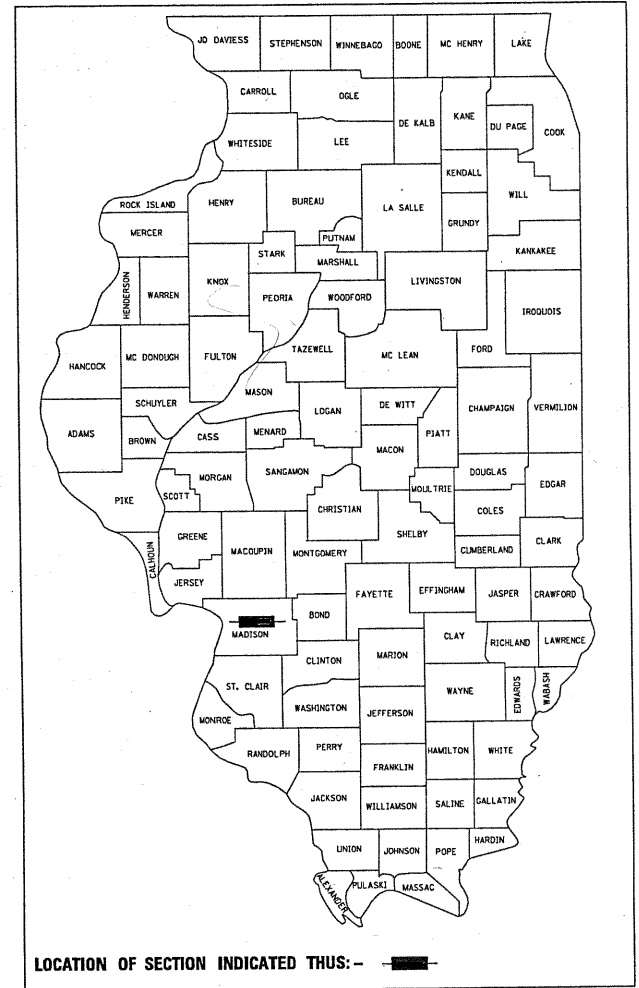 JO DAVIESS STEPHENSON WINNEBAGO BOONE MC HENRY LAKE
CARROLL OGLE DE KALB KANE DU PAGE COOK
WHITESIDE LEE
KENDALL WILL
ROCK ISLAND HENRY BUREAU LA SALLE
MERCER PUTNAM GRUNDY
STARK MARSHALL KANKAKEE
HENDERSON WARREN KNOX PEORIA WOODFORD LIVINGSTON IROQUOIS
HANCOCK MC DONOUGH FULTON TAZEWELL MC LEAN FORD
MASON
SCHUYLER LOGAN DE WITT CHAMPAIGN VERMILION
ADAMS BROWN CASS MENARD MACON PIATT
MORGAN SANGAMON DOUGLAS EDGAR
PIKE SCOTT CHRISTIAN MOULTRIE
COLES
GREENE MACOUPIN MONTGOMERY SHELBY CLARK
CALHOUN CUMBERLAND
JERSEY FAYETTE EFFINGHAM JASPER CRAWFORD
MADISON BOND CLAY RICHLAND LAWRENCE
CLINTON MARION
ST. CLAIR WAYNE EDWARDS WABASH
WASHINGTON JEFFERSON
MONROE
RANDOLPH PERRY HAMILTON WHITE
FRANKLIN
JACKSON WILLIAMSON SALINE GALLATIN
UNION JOHNSON POPE HARDIN
ALEXANDER PULASKI MASSAC
LOCATION OF SECTION INDICATED THUS: -